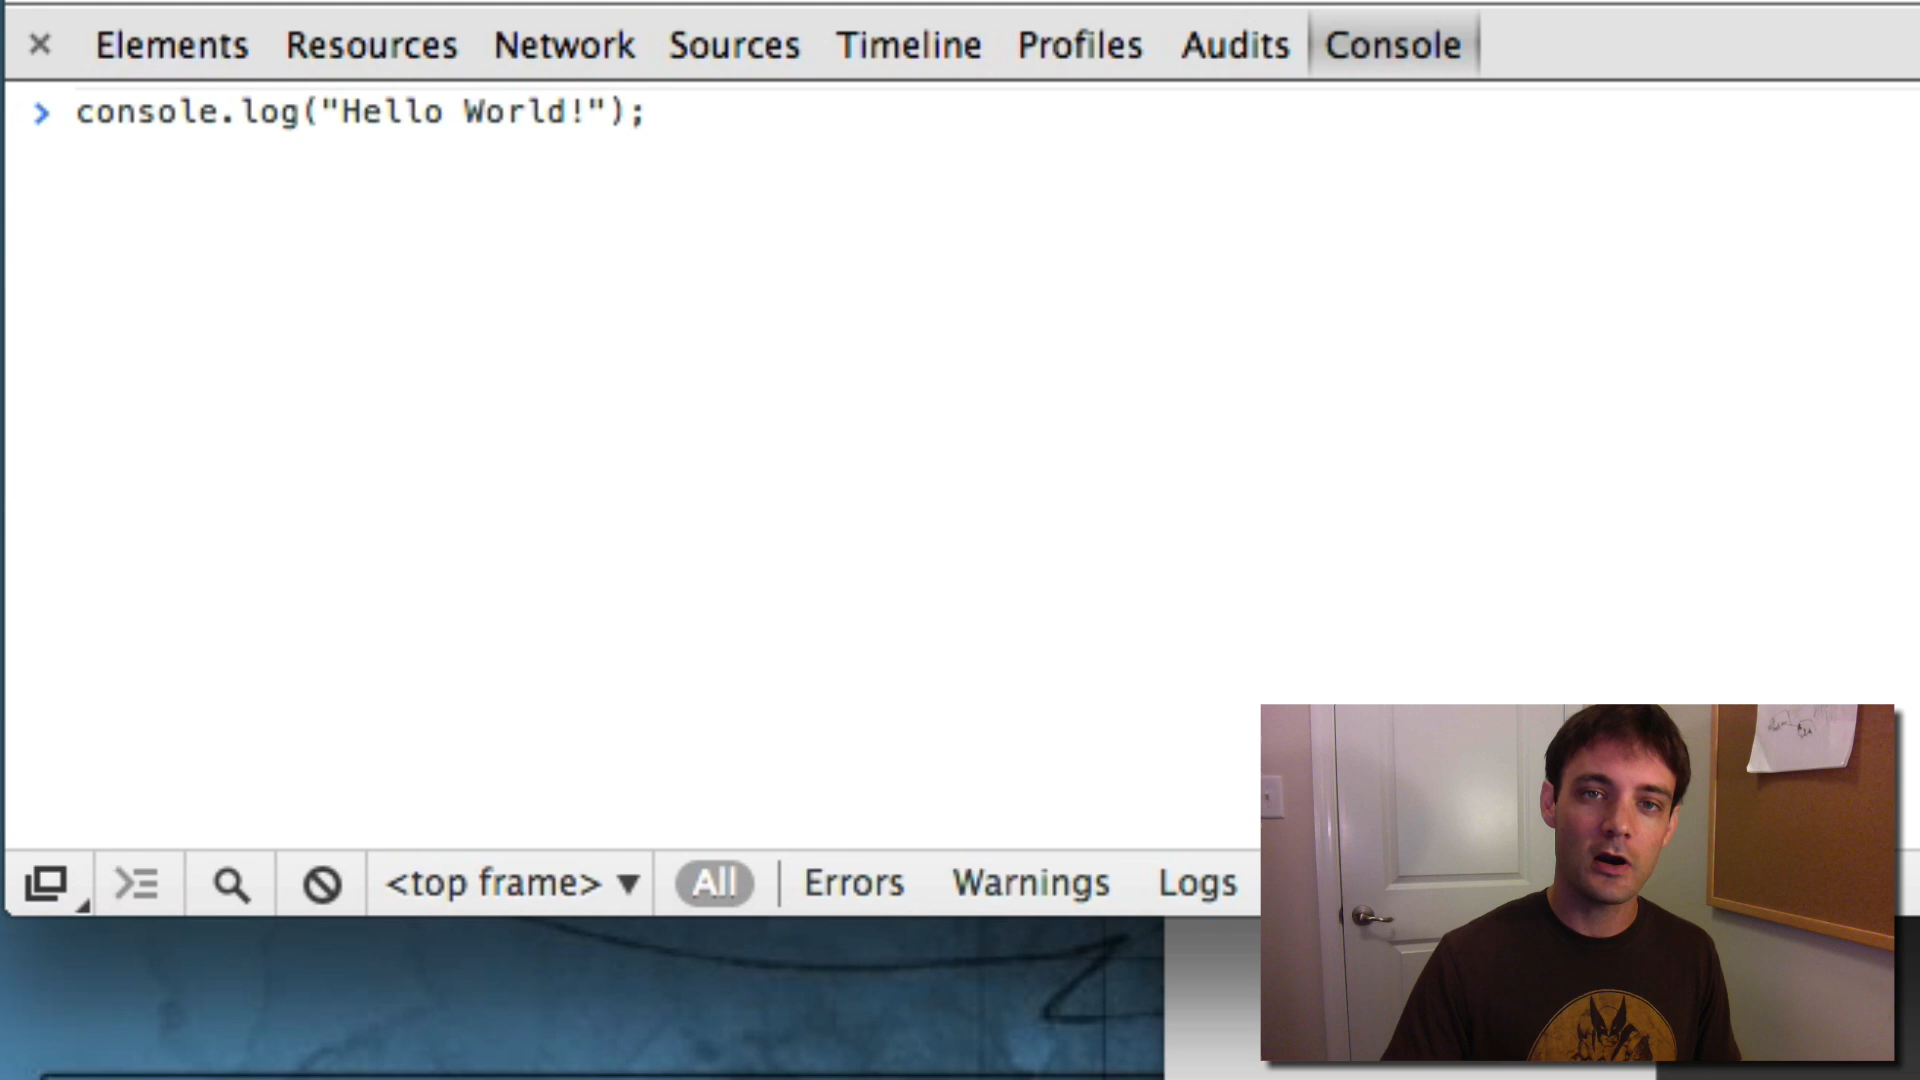 × Elements Resources Network Sources Timeline Profiles Audits Console
> console.log("Hello World!");
<top frame> ▼ All Errors Warnings Logs